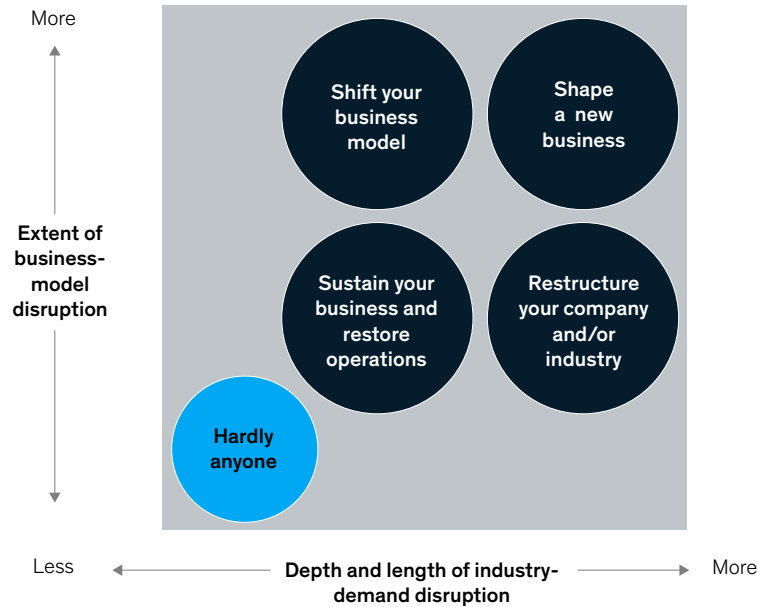 More
Shift your
business
model
Shape
a new
business
Extent of
business-
model
disruption
Sustain your
business and
restore
operations
Restructure
your company
and/or
industry
Hardly
anyone
Less
Depth and length of industry-
demand disruption
More